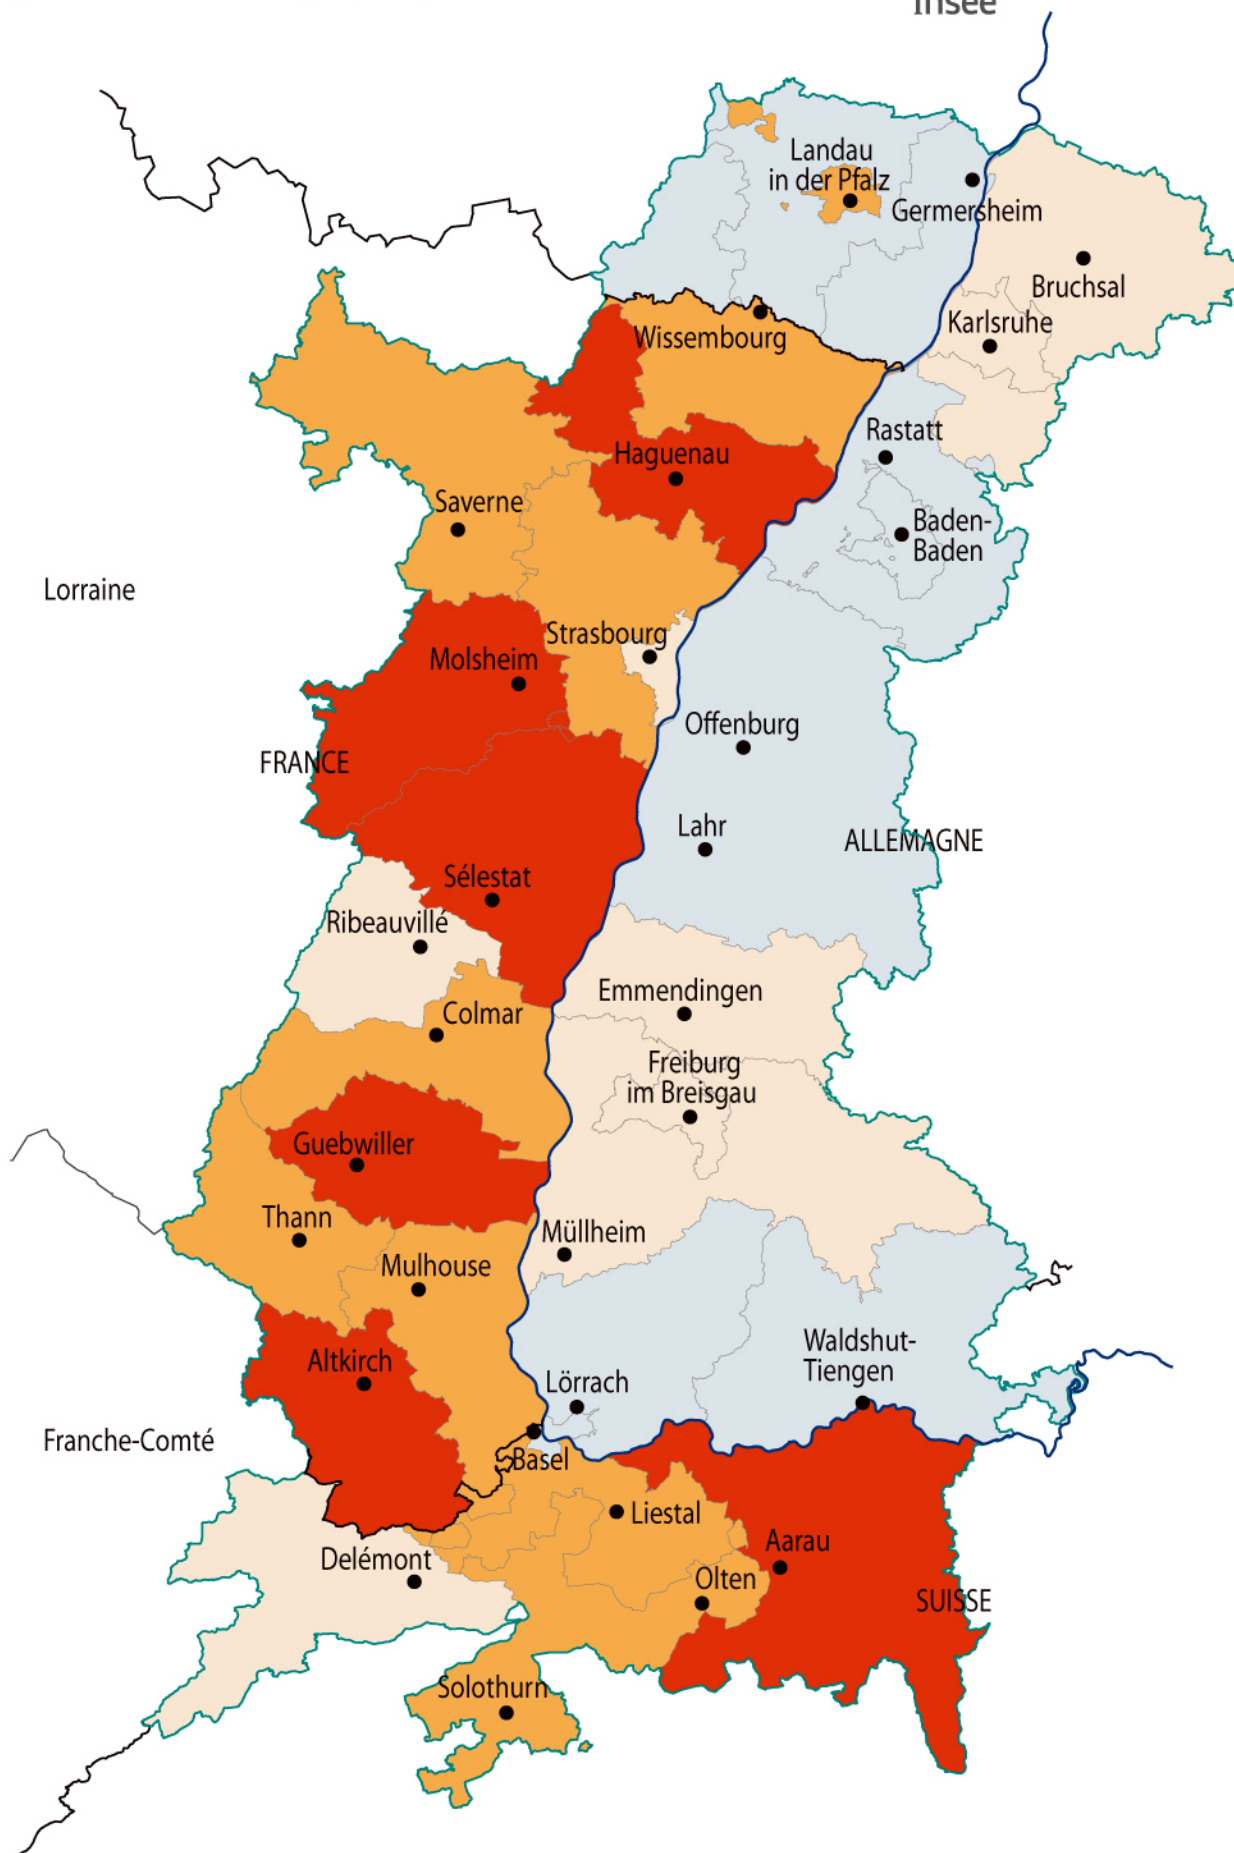 Insee
Landau
in der Pfalz
Germersheim
Bruchsal
Karlsruhe
Wissembourg
Rastatt
Haguenau
Saverne
Baden-
Baden
Lorraine
Strasbourg
Molsheim
Offenburg
FRANCE
Lahr
ALLEMAGNE
Sélestat
Ribeauvillé
Emmendingen
Colmar
Freiburg
im Breisgau
Guebwiller
Thann
Müllheim
Mulhouse
Waldshut-
Tiengen
Altkirch
Lörrach
Franche-Comté
Basel
Liestal
Aarau
Delémont
Olten
SUISSE
Solothurn